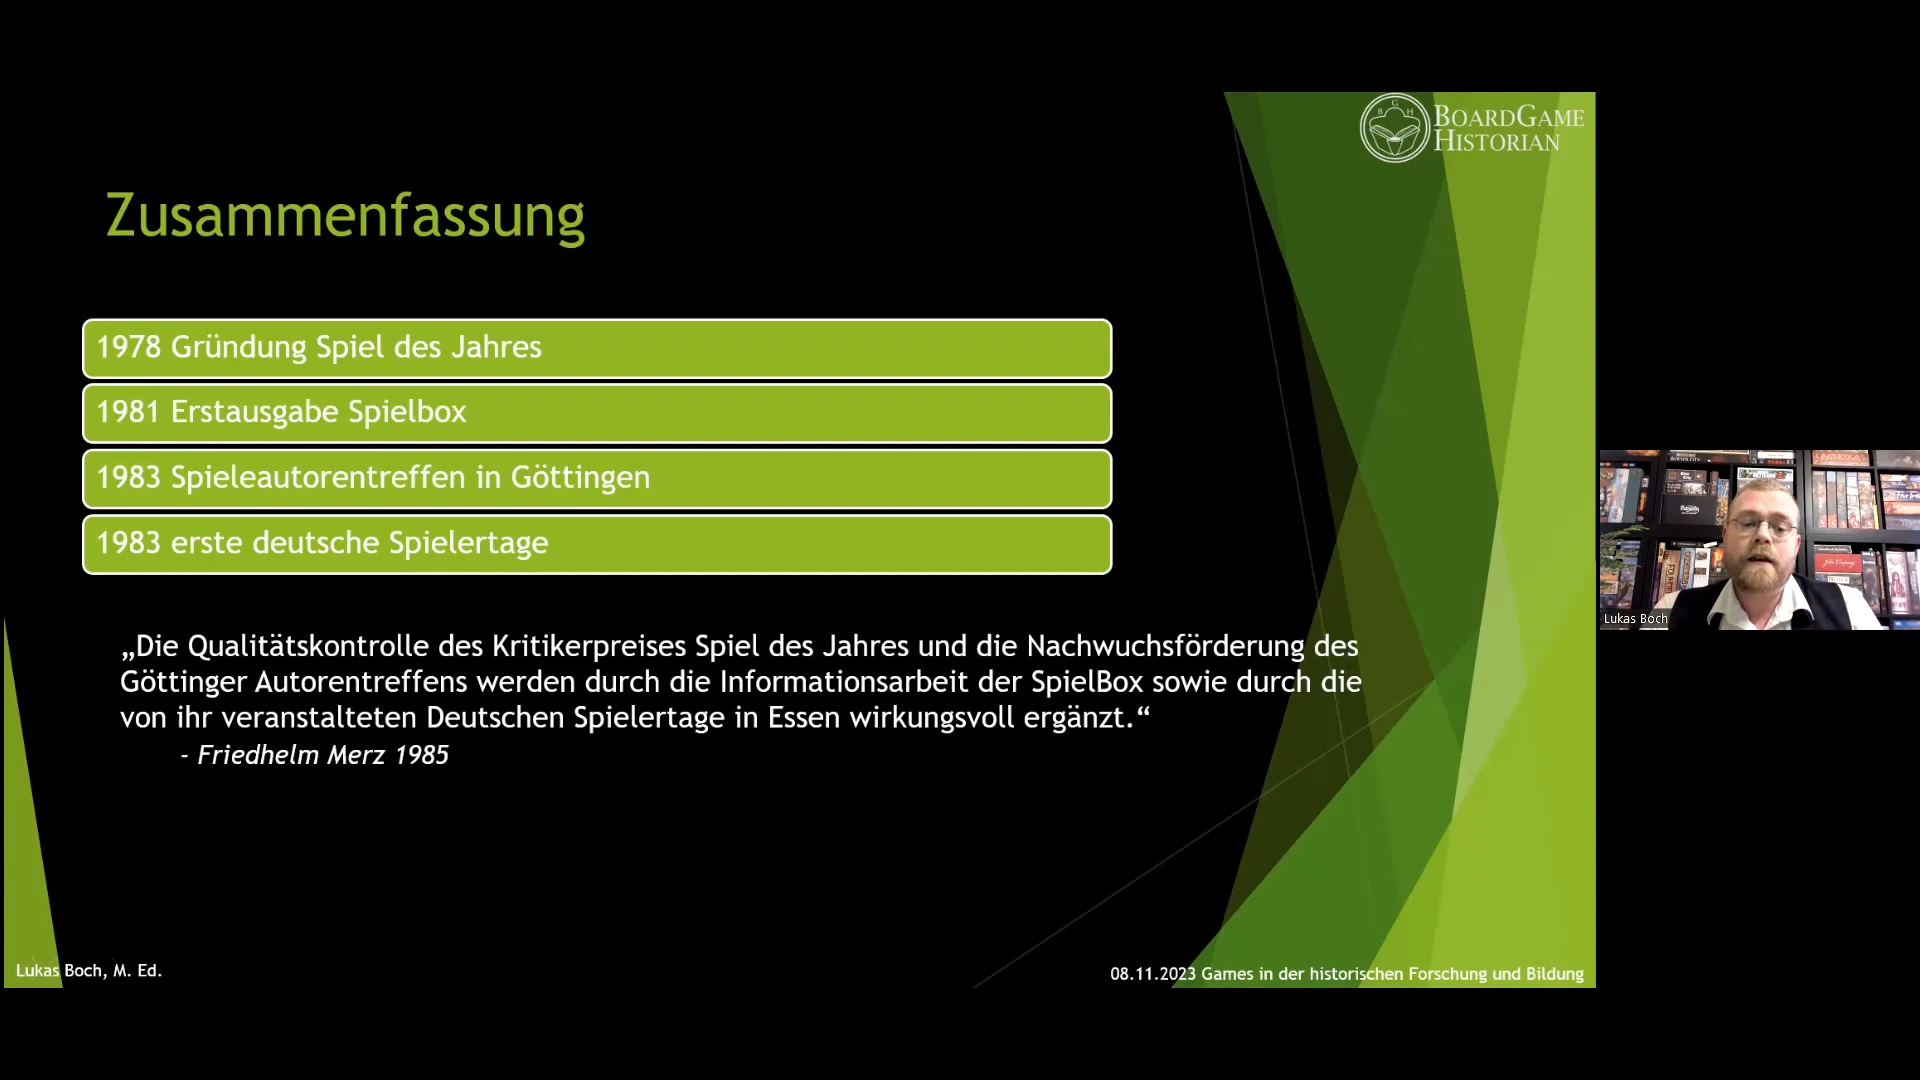 B G H
BOARDGAME
HISTORIAN
Zusammenfassung
1978 Gründung Spiel des Jahres
1981 Erstausgabe Spielbox
1983 Spieleautorentreffen in Göttingen
1983 erste deutsche Spielertage
„Die Qualitätskontrolle des Kritikerpreises Spiel des Jahres und die Nachwuchsförderung des
Göttinger Autorentreffens werden durch die Informationsarbeit der SpielBox sowie durch die
von ihr veranstalteten Deutschen Spielertage in Essen wirkungsvoll ergänzt.“
- Friedhelm Merz 1985
Lukas Boch, M. Ed.
08.11.2023 Games in der historischen Forschung und Bildung
Lukas Boch